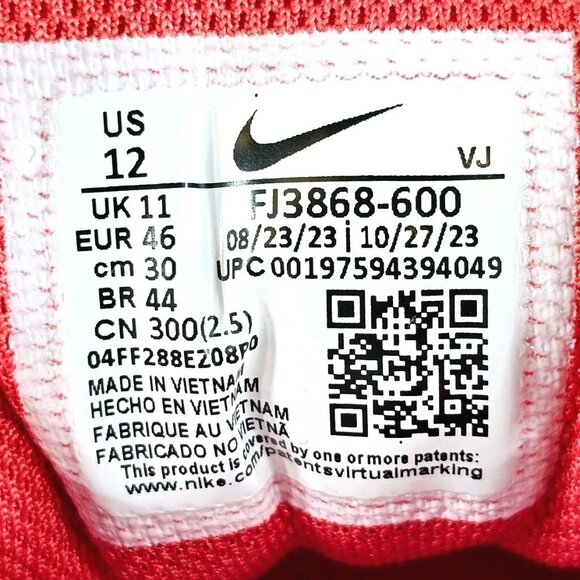 US
12
VJ
UK 11
EUR 46
cm 30
BR 44
CN 300(2.5)
FJ3868-600
08/23/23 | 10/27/23
UPC 00197594394049
04FF288EZ08P0
MADE IN VIETNAM
HECHO EN VIETNAM
FABRIQUE AU VIETNAM
FABRICADO NO VIETNÃ
This product is covered by one or more patents:
www.nike.com/patentsvirtualmarking